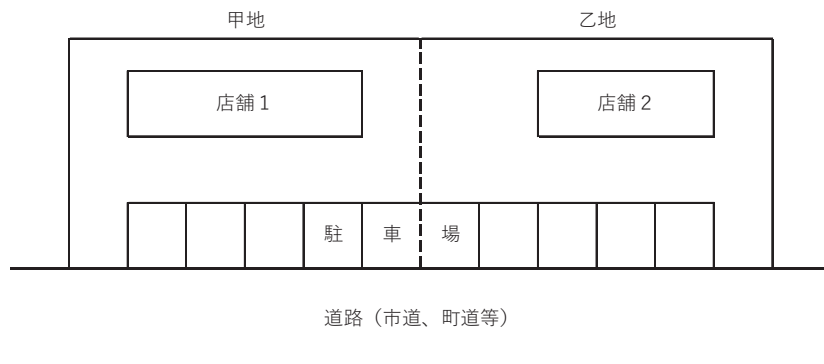 甲地
乙地
店舗1
店舗2
駐車場
道路（市道、町道等）